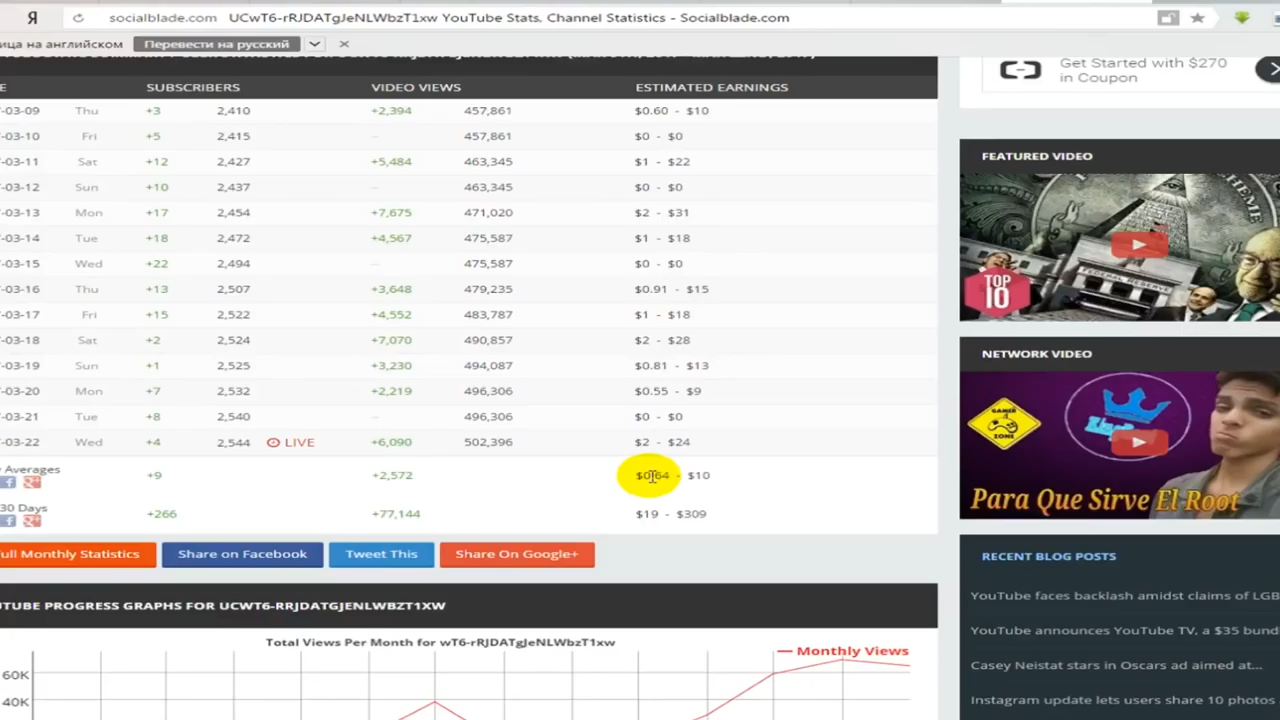 Я socialblade.com UCwT6-rRJDATgJeNLWbzT1xw YouTube Stats, Channel Statistics - Socialblade.com
ица на английском Перевести на русский
E SUBSCRIBERS VIDEO VIEWS ESTIMATED EARNINGS
-03-09 Thu +3 2,410 +2,394 457,861 $0.60 - $10
-03-10 Fri +5 2,415 -- 457,861 $0 - $0
-03-11 Sat +12 2,427 +5,484 463,345 $1 - $22
-03-12 Sun +10 2,437 -- 463,345 $0 - $0
-03-13 Mon +17 2,454 +7,675 471,020 $2 - $31
-03-14 Tue +18 2,472 +4,567 475,587 $1 - $18
-03-15 Wed +22 2,494 -- 475,587 $0 - $0
-03-16 Thu +13 2,507 +3,648 479,235 $0.91 - $15
-03-17 Fri +15 2,522 +4,552 483,787 $1 - $18
-03-18 Sat +2 2,524 +7,070 490,857 $2 - $28
-03-19 Sun +1 2,525 +3,230 494,087 $0.81 - $13
-03-20 Mon +7 2,532 +2,219 496,306 $0.55 - $9
-03-21 Tue +8 2,540 -- 496,306 $0 - $0
-03-22 Wed +4 2,544 LIVE +6,090 502,396 $2 - $24
Averages +9 +2,572 $0.64 - $10
30 Days +266 +77,144 $19 - $309
ull Monthly Statistics Share on Facebook Tweet This Share On Google+
UTUBE PROGRESS GRAPHS FOR UCWT6-RRJDATGJENLWBZT1XW
Total Views Per Month for wT6-rRJDATgJeNLWbzT1xw
Monthly Views
60K
40K
Get Started with $270
in Coupon
FEATURED VIDEO
HEME
FEDERAL RESERVE
TOP
10
NETWORK VIDEO
GAMER
ZONE
Para Que Sirve El Root
RECENT BLOG POSTS
YouTube faces backlash amidst claims of LGB
YouTube announces YouTube TV, a $35 bund
Casey Neistat stars in Oscars ad aimed at...
Instagram update lets users share 10 photos